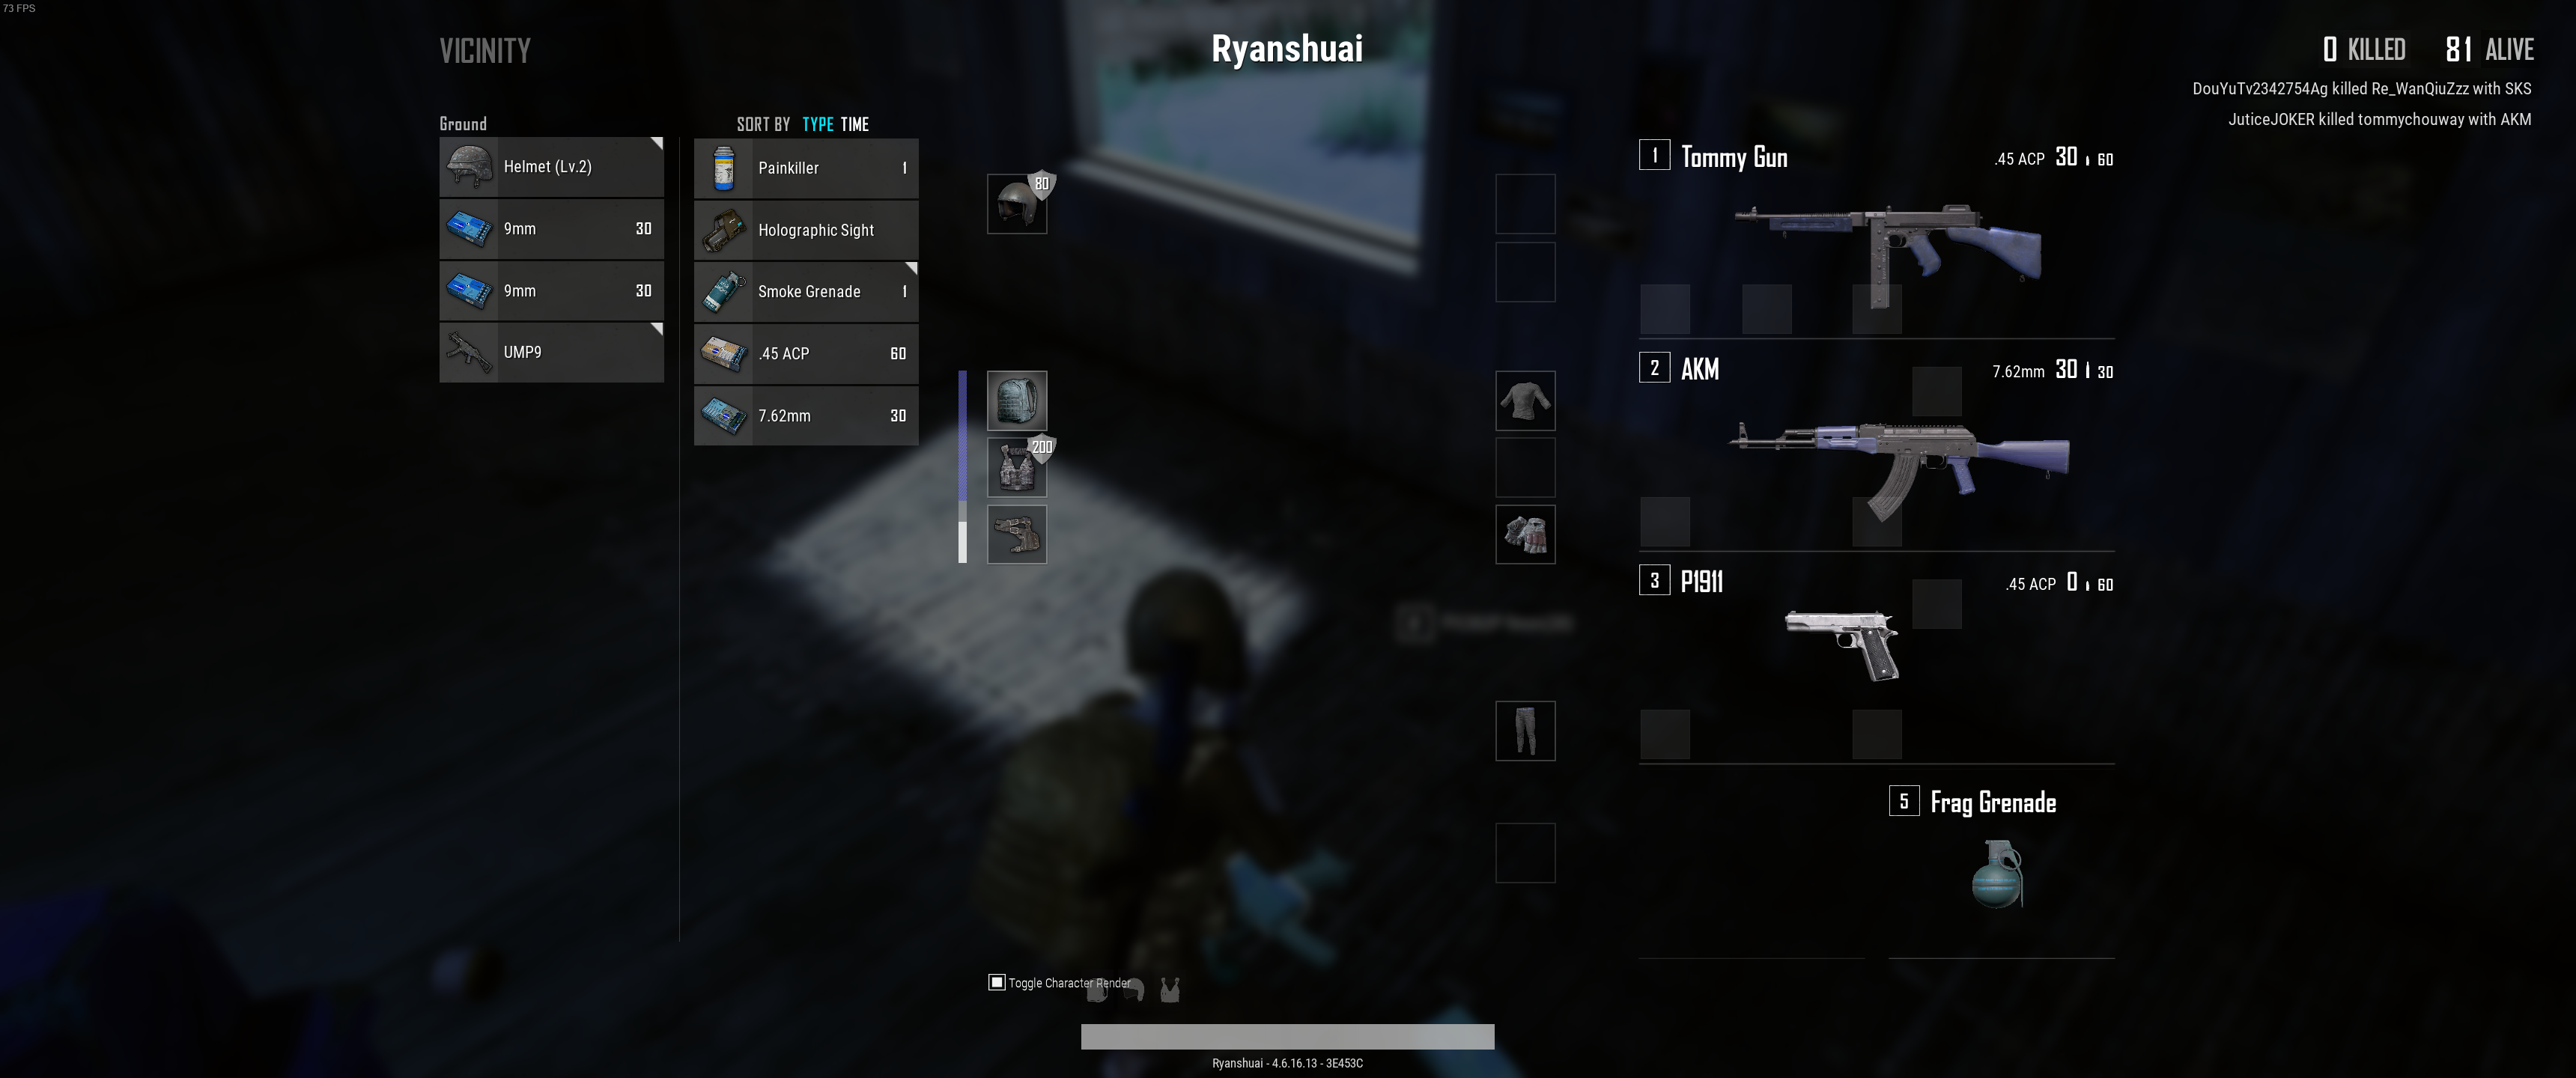 73 FPS
VICINITY
Ryanshuai
0 KILLED 81 ALIVE
DouYuTv2342754Ag killed Re_WanQiuZzz with SKS
JuticeJOKER killed tommychouway with AKM
Ground
Helmet (Lv.2)
9mm 30
9mm 30
UMP9
SORT BY TYPE TIME
Painkiller 1
Holographic Sight
Smoke Grenade 1
.45 ACP 60
7.62mm 30
80
200
1 Tommy Gun .45 ACP 30 60
2 AKM 7.62mm 30 30
3 P1911 .45 ACP 0 60
5 Frag Grenade
Toggle Character Render
Ryanshuai - 4.6.16.13 - 3E453C